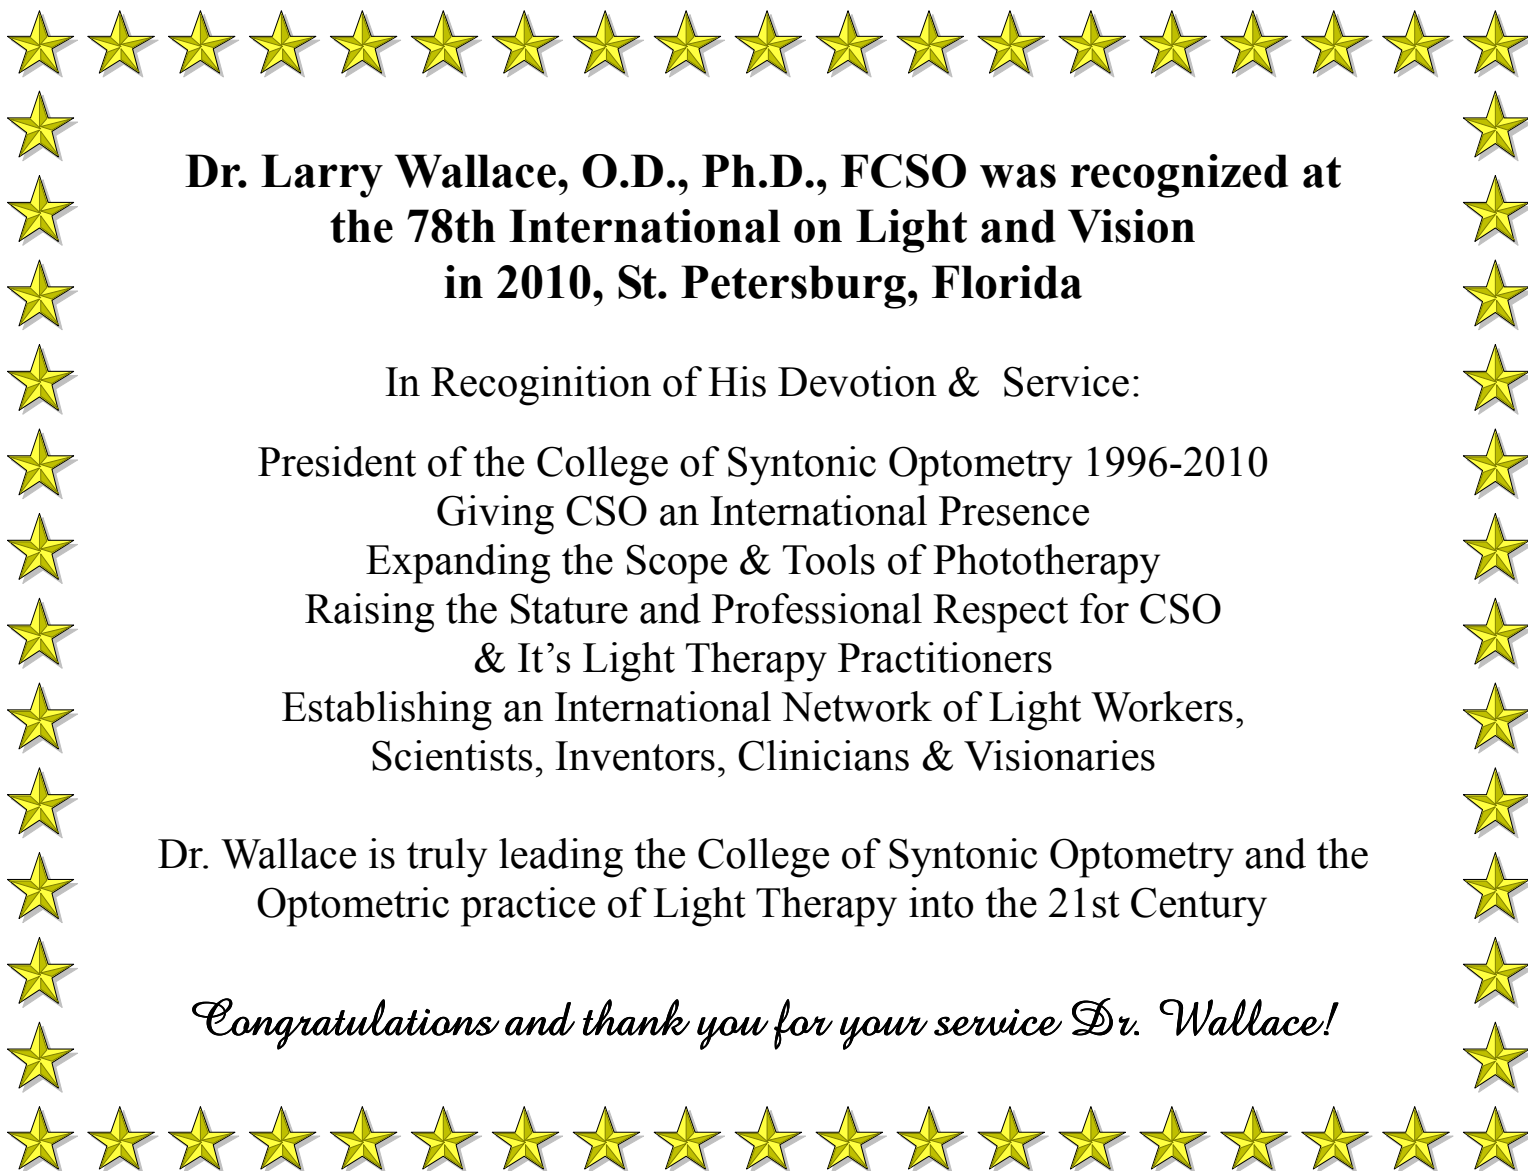 Dr. Larry Wallace, O.D., Ph.D., FCSO was recognized at
the 78th International on Light and Vision
in 2010, St. Petersburg, Florida
In Recoginition of His Devotion &  Service:
President of the College of Syntonic Optometry 1996-2010
Giving CSO an International Presence
Expanding the Scope & Tools of Phototherapy
Raising the Stature and Professional Respect for CSO
& It’s Light Therapy Practitioners
Establishing an International Network of Light Workers,
Scientists, Inventors, Clinicians & Visionaries
Dr. Wallace is truly leading the College of Syntonic Optometry and the
Optometric practice of Light Therapy into the 21st Century
Congratulations and thank you for your service Dr. Wallace!